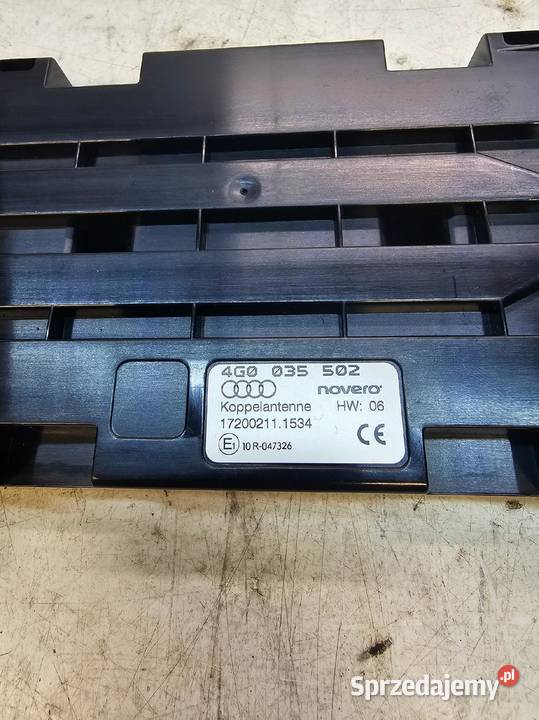 4G0 035 502
novero
Koppelantenne HW: 06
17200211.1534
E1 10 R-047326 CE
Sprzedajemy.pl